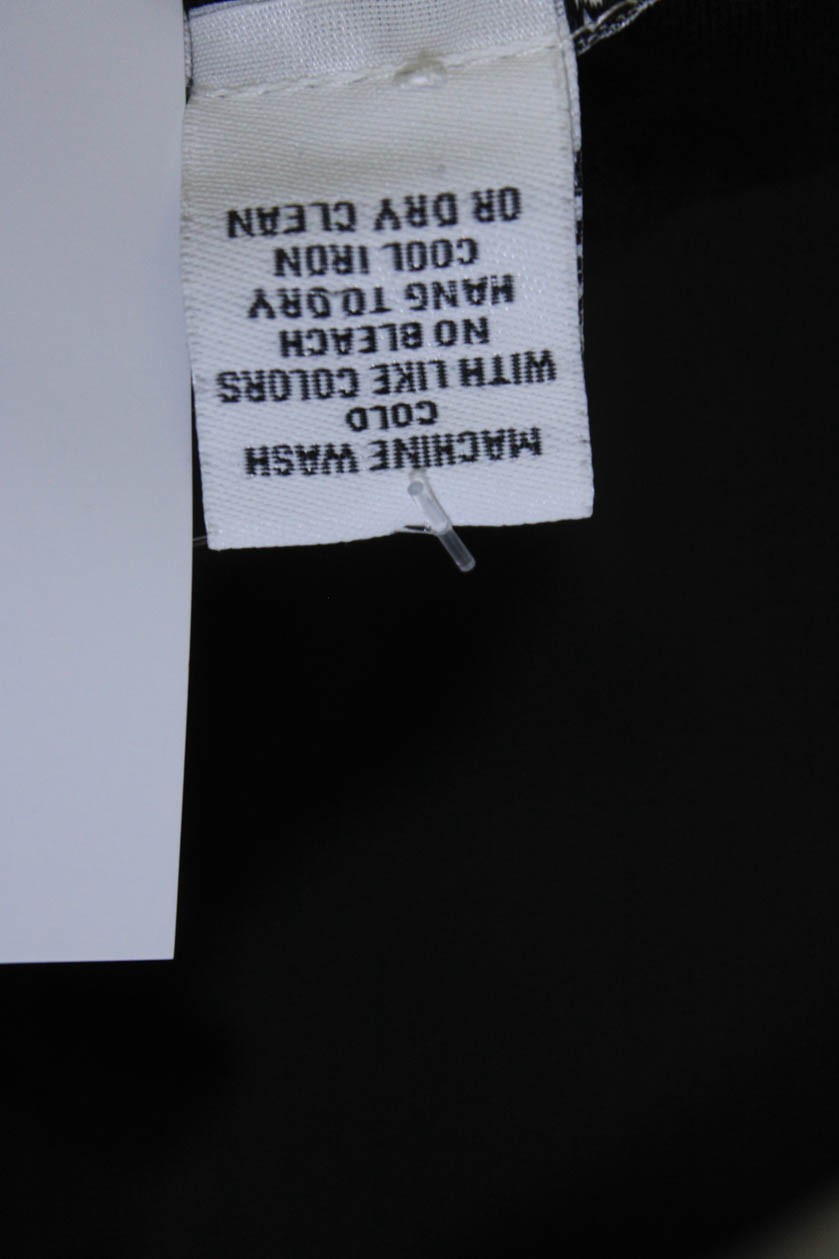 MACHINE WASH
COLD
WITH LIKE COLORS
NO BLEACH
HANG TO DRY
COOL IRON
OR DRY CLEAN